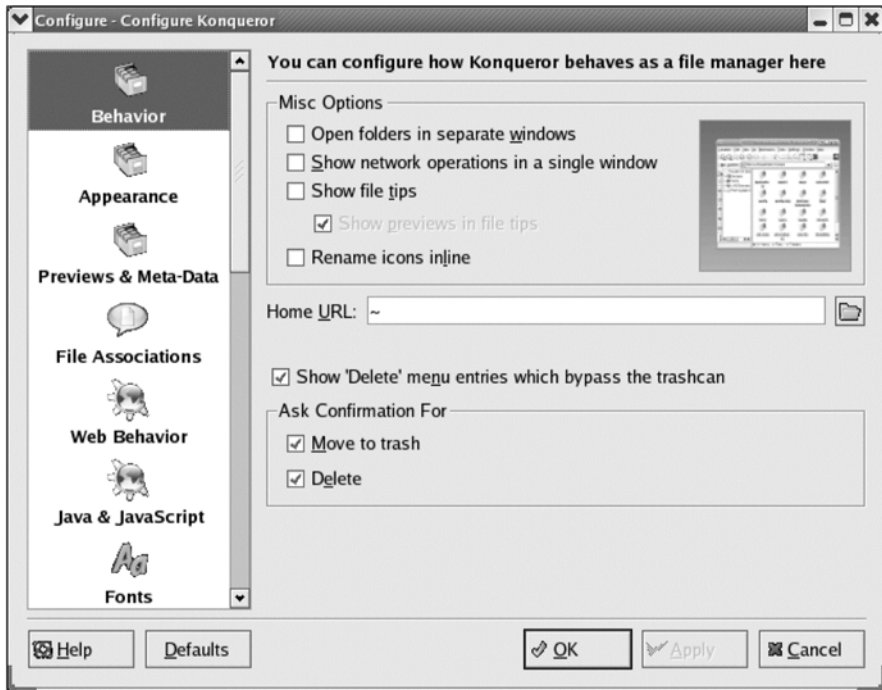 Configure - Configure Konqueror
Behavior
Appearance
Previews & Meta-Data
File Associations
Web Behavior
Java & JavaScript
Fonts
You can configure how Konqueror behaves as a file manager here
Misc Options
Open folders in separate windows
Show network operations in a single window
Show file tips
Show previews in file tips
Rename icons inline
Home URL: ~
Show 'Delete' menu entries which bypass the trashcan
Ask Confirmation For
Move to trash
Delete
Help Defaults OK Apply Cancel